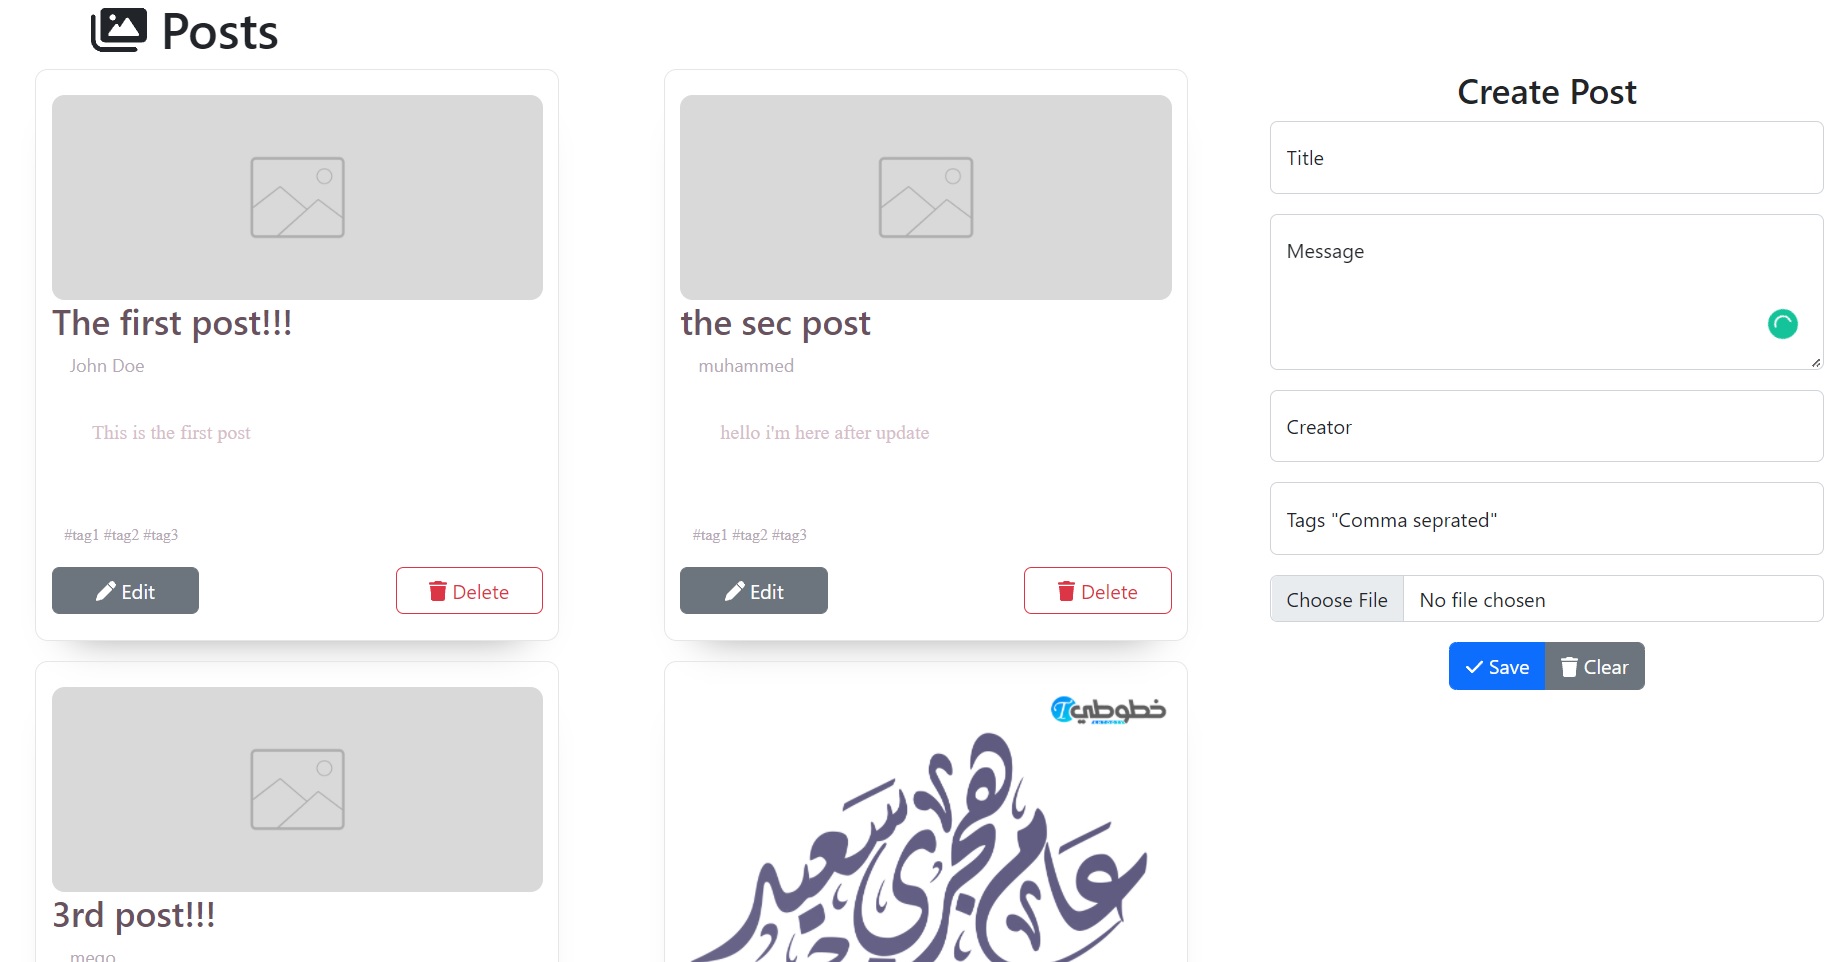 Posts
The first post!!!
John Doe
This is the first post
#tag1 #tag2 #tag3
Edit
Delete
the sec post
muhammed
hello i'm here after update
#tag1 #tag2 #tag3
Edit
Delete
3rd post!!!
mego
خطوطي
عام هجري سعيد
Create Post
Title
Message
Creator
Tags "Comma seprated"
Choose File
No file chosen
Save
Clear